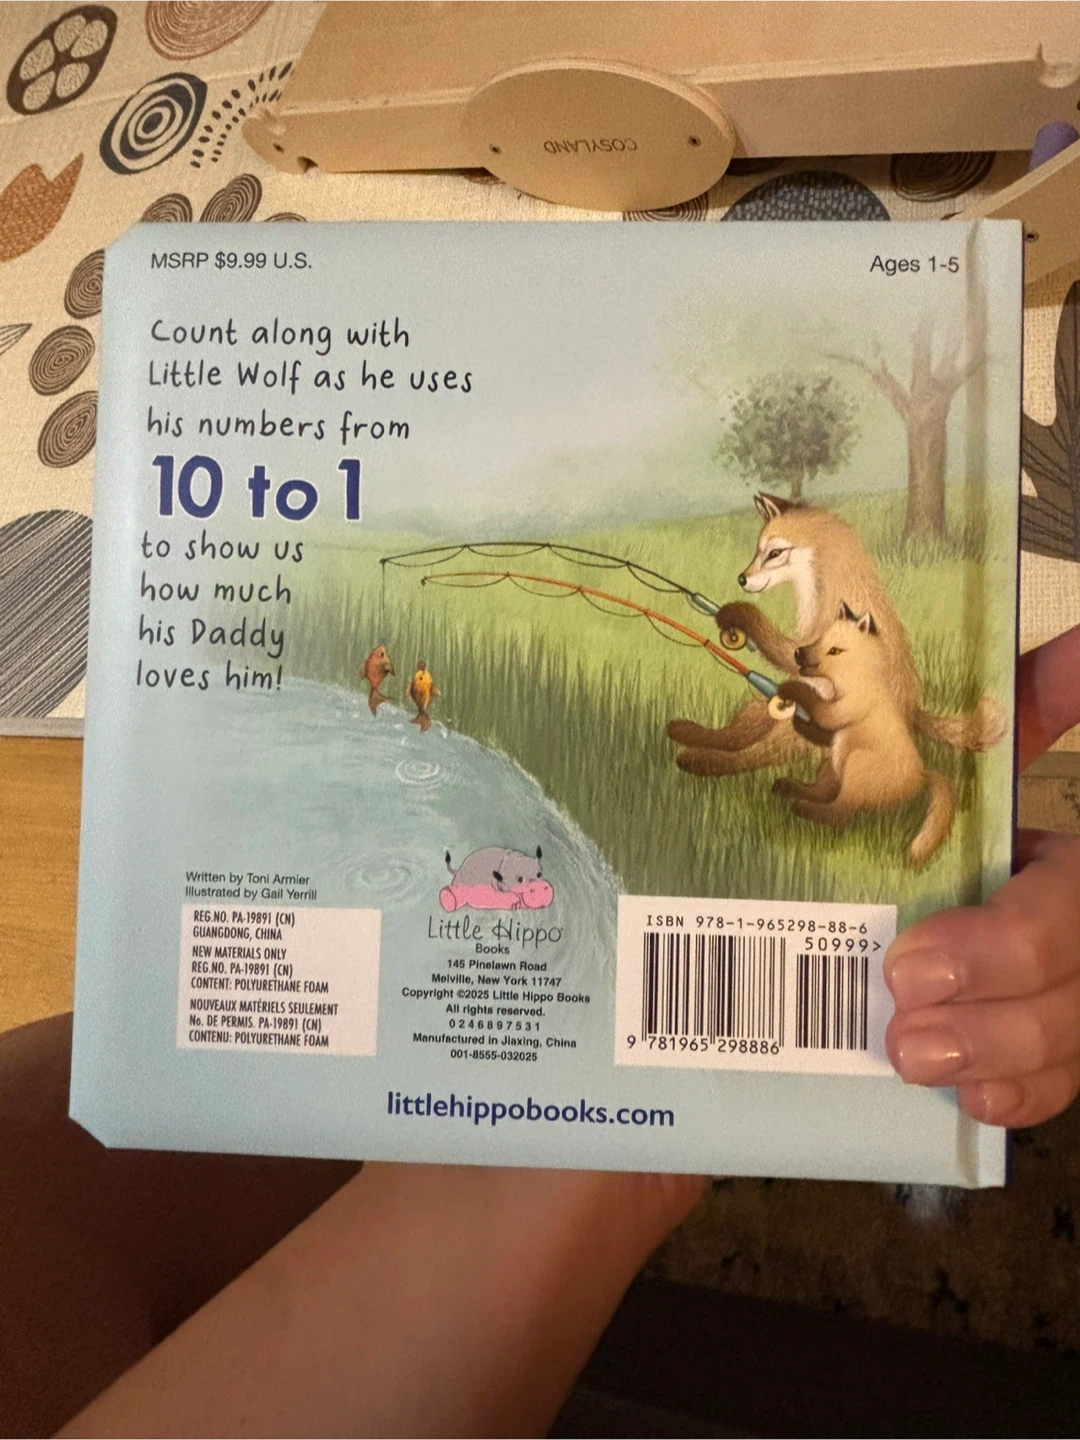 COSYLAND
MSRP $9.99 U.S.
Ages 1-5
Count along with
Little Wolf as he uses
his numbers from
10 to 1
to show us
how much
his Daddy
loves him!
Written by Toni Armier
Illustrated by Gail Yerrill
REG.NO. PA-19891 (CN)
GUANGDONG, CHINA
NEW MATERIALS ONLY
REG.NO. PA-19891 (CN)
CONTENT: POLYURETHANE FOAM
NOUVEAUX MATÉRIELS SEULEMENT
No. DE PERMIS. PA-19891 (CN)
CONTENU: POLYURETHANE FOAM
Little Hippo
Books
145 Pinelawn Road
Melville, New York 11747
Copyright ©2025 Little Hippo Books
All rights reserved.
0 2 4 6 8 9 7 5 3 1
Manufactured in Jiaxing, China
001-8555-032025
ISBN 978-1-965298-88-6
50999>
9 781965 298886
littlehippobooks.com